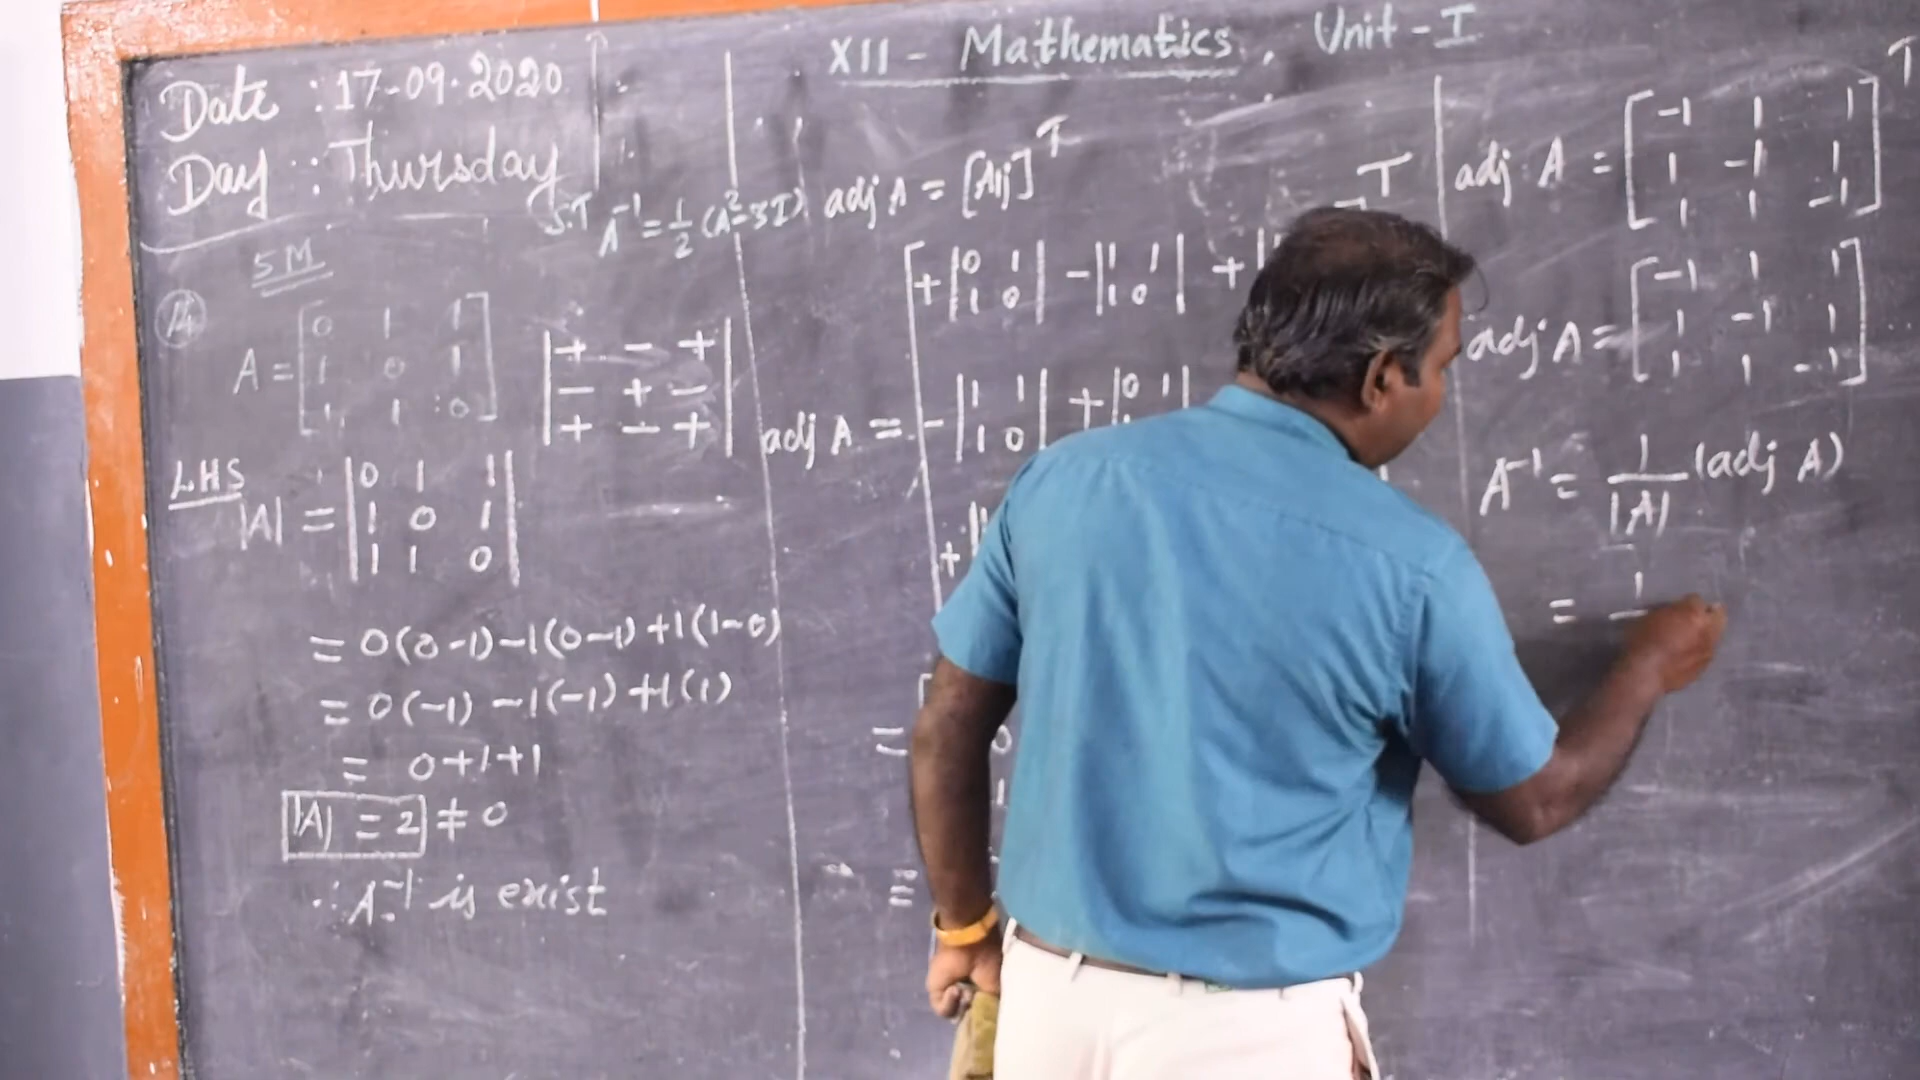 XII - Mathematics, Unit - I
Date : 17-09-2020
Day : Thursday
S.T A⁻¹ = 1/2 (A² - 3I)
5M
14
A = [0 1 1
1 0 1
1 1 0]
|+ - +
- + -
+ - +|
LHS
|A| = |0 1 1
1 0 1
1 1 0|
= 0(0-1) -1(0-1) +1(1-0)
= 0(-1) -1(-1) +1(1)
= 0+1+1
|A| = 2 ≠ 0
∴ A⁻¹ is exist
adj A = [Aij]ᵀ
T
+|0 1
1 0| -|1 1
1 0| +
adj A = -|1 1
1 0| +|0 1
+
=
=
adj A = [-1 1 1
1 -1 1
1 1 -1]ᵀ
adj A = [-1 1 1
1 -1 1
1 1 -1]
A⁻¹ = 1/|A| (adj A)
= 1